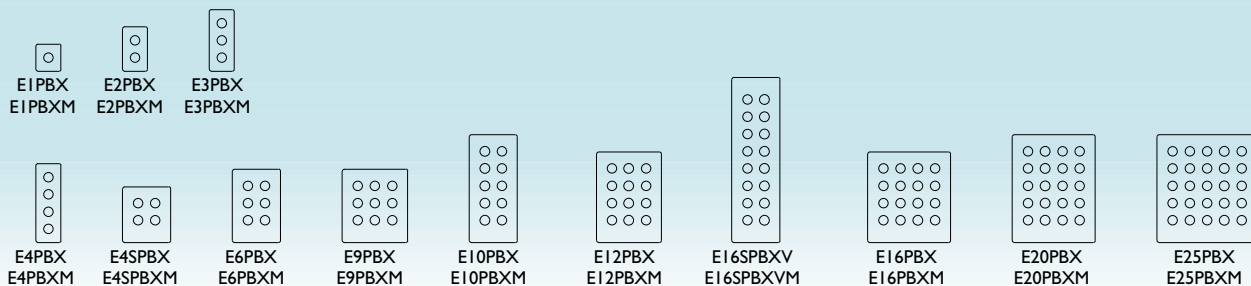 E1PBX E2PBX E3PBX
E1PBXM E2PBXM E3PBXM
E4PBX E4SPBX E6PBX E9PBX E10PBX E12PBX E16SPBXV E16PBX E20PBX E25PBX
E4PBXM E4SPBXM E6PBXM E9PBXM E10PBXM E12PBXM E16SPBXVM E16PBXM E20PBXM E25PBXM